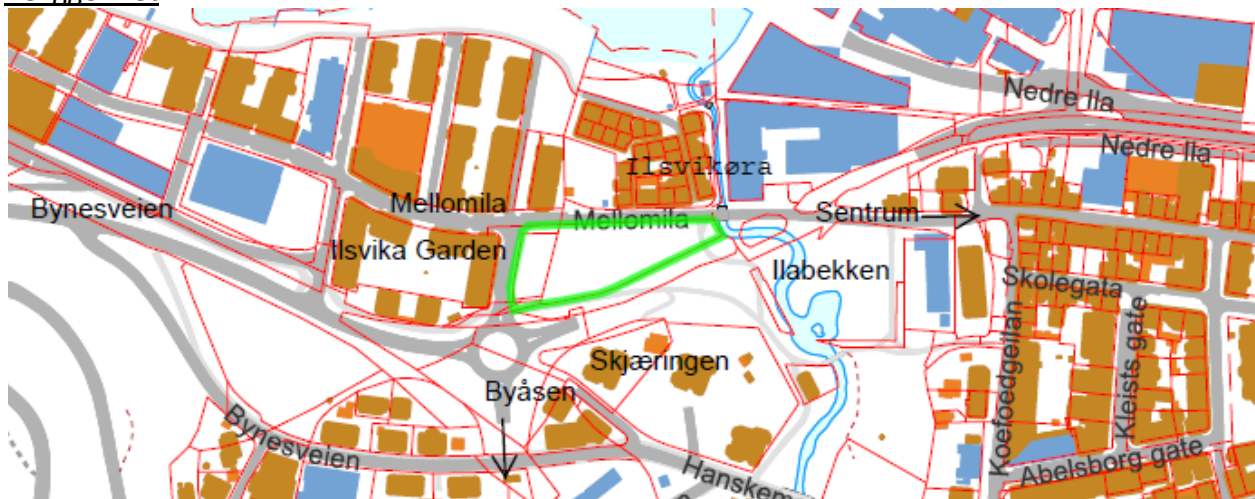 Nedre Ila
Nedre Ila
Ilsvikøra
Bynesveien
Mellomila
Mellomila
Sentrum
Ilsvika Garden
Ilabekken
Skolegata
Skjæringen
Byåsen
Koefoedgeilan
Kleists gate
Bynesveien
Hanskem
Abelsborg gate